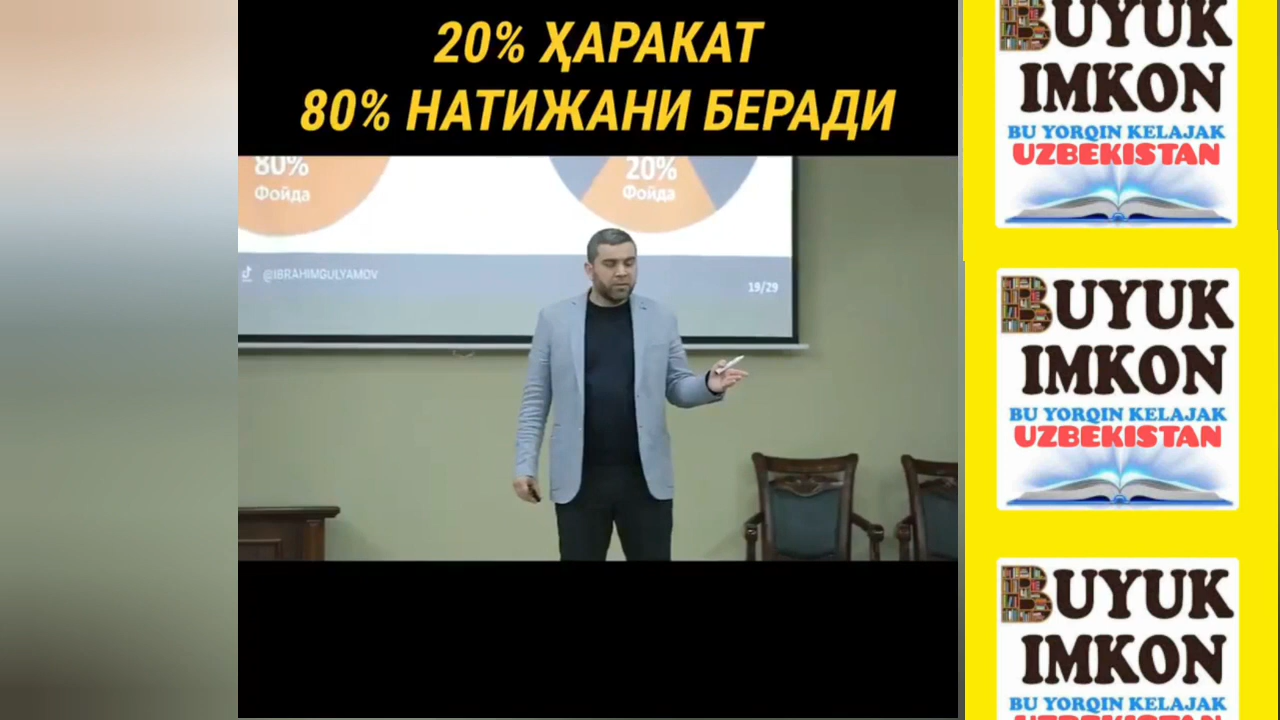 20% ҲАРАКАТ
80% НАТИЖАНИ БЕРАДИ
80%
Фойда
20%
Фойда
@IBRAHIMGULYAMOV
19/29
BUYUK
IMKON
BU YORQIN KELAJAK
UZBEKISTAN
BUYUK
IMKON
BU YORQIN KELAJAK
UZBEKISTAN
BUYUK
IMKON
BU YORQIN KELAJAK
UZBEKISTAN